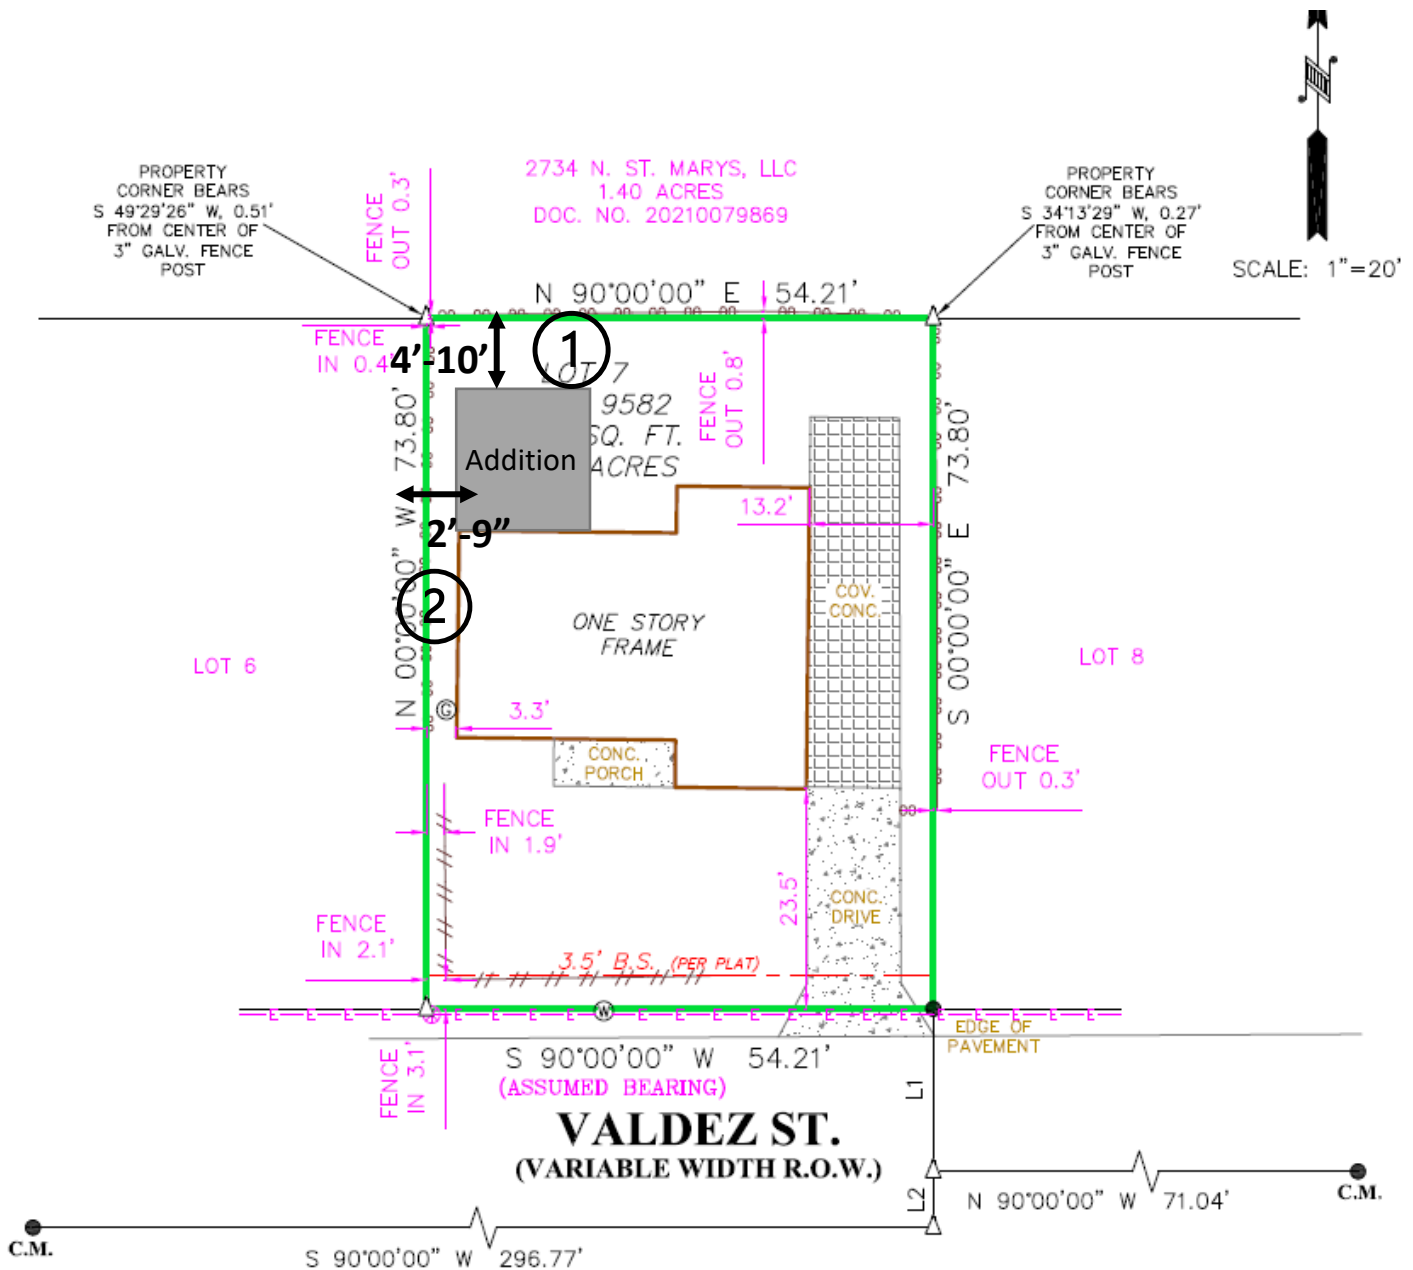 PROPERTY
CORNER BEARS
S 49°29'26" W, 0.51'
FROM CENTER OF
3" GALV. FENCE
POST
FENCE
OUT 0.3'
2734 N. ST. MARYS, LLC
1.40 ACRES
DOC. NO. 20210079869
PROPERTY
CORNER BEARS
S 34°13'29" W, 0.27'
FROM CENTER OF
3" GALV. FENCE
POST
SCALE: 1"=20'
N 90°00'00" E 54.21'
FENCE
IN 0.4'
4'-10'
1
LOT 7
9582
SQ. FT.
ACRES
FENCE
OUT 0.8'
Addition
N 00°00'00" W 73.80'
2'-9"
2
13.2'
S 00°00'00" E 73.80'
COV.
CONC.
ONE STORY
FRAME
LOT 6
LOT 8
G
3.3'
CONC.
PORCH
FENCE
OUT 0.3'
FENCE
IN 1.9'
23.5'
CONC.
DRIVE
FENCE
IN 2.1'
3.5' B.S. (PER PLAT)
E E E E E E E W E E E E E E E E E
EDGE OF
PAVEMENT
FENCE
IN 3.1'
S 90°00'00" W 54.21'
(ASSUMED BEARING)
L1
VALDEZ ST.
(VARIABLE WIDTH R.O.W.)
L2
N 90°00'00" W 71.04'
C.M.
C.M.
S 90°00'00" W 296.77'